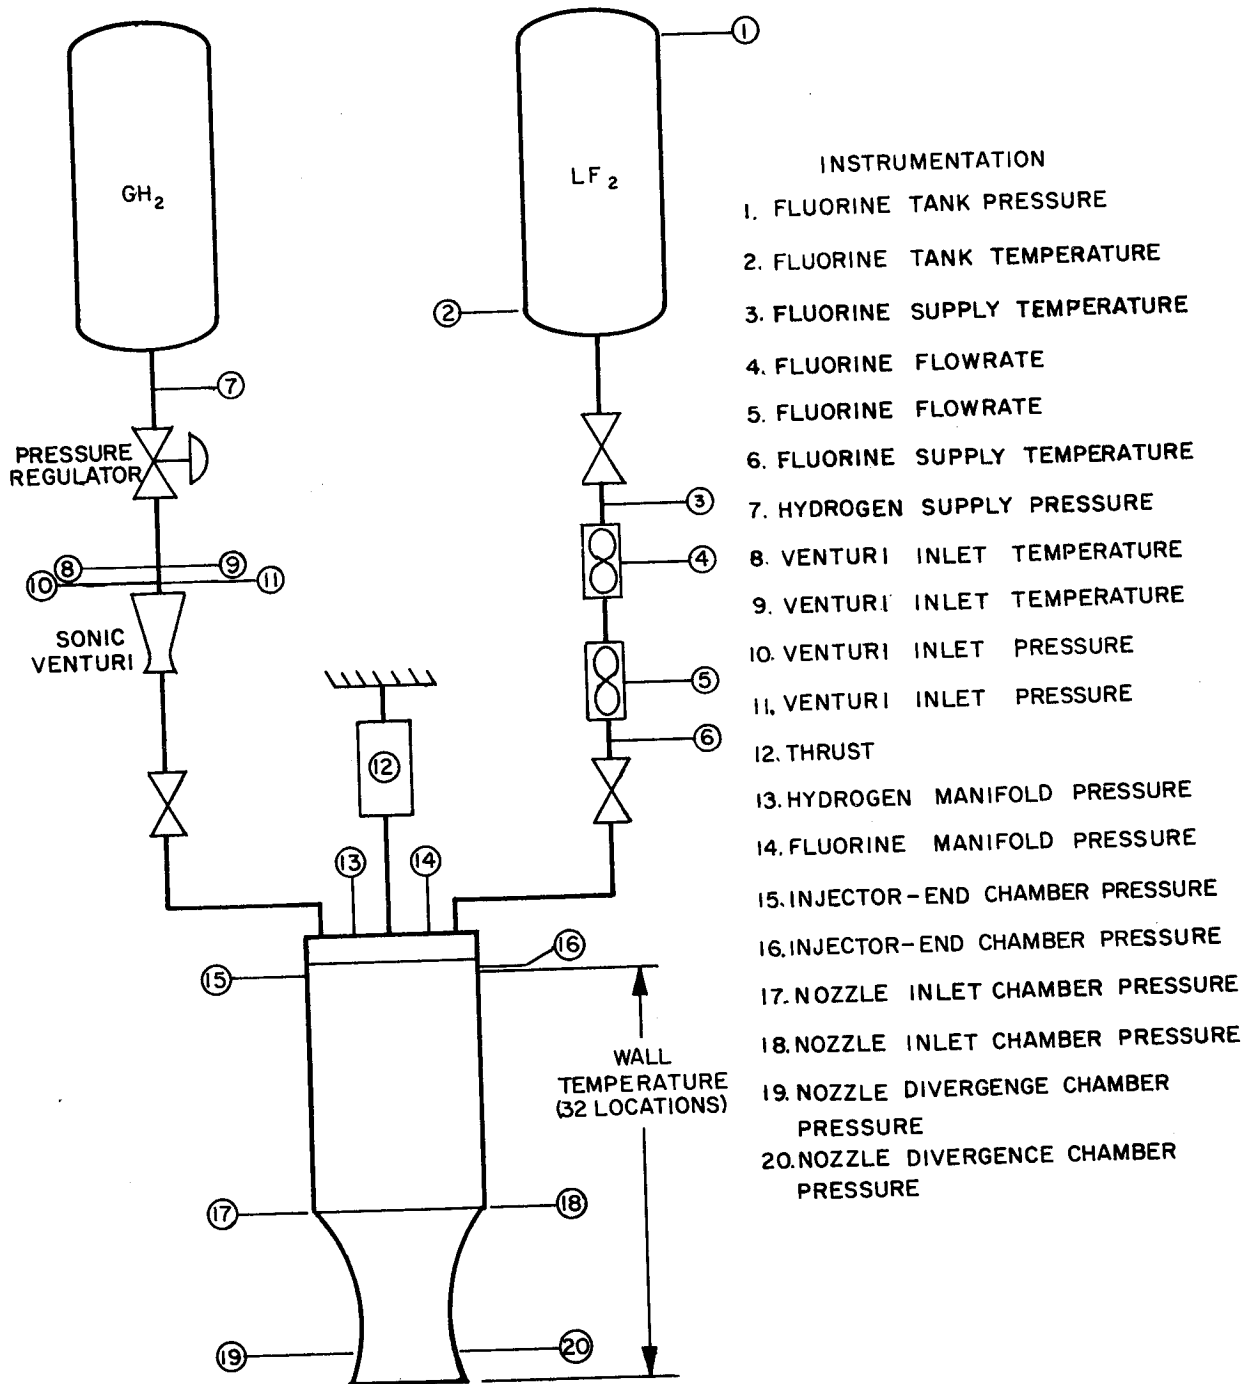 GH2
LF2
1
2
7
PRESSURE
REGULATOR
3
4
8
9
10
11
SONIC
VENTURI
5
6
12
13
14
15
16
WALL
TEMPERATURE
(32 LOCATIONS)
17
18
19
20
INSTRUMENTATION
1. FLUORINE TANK PRESSURE
2. FLUORINE TANK TEMPERATURE
3. FLUORINE SUPPLY TEMPERATURE
4. FLUORINE FLOWRATE
5. FLUORINE FLOWRATE
6. FLUORINE SUPPLY TEMPERATURE
7. HYDROGEN SUPPLY PRESSURE
8. VENTURI INLET TEMPERATURE
9. VENTURI INLET TEMPERATURE
10. VENTURI INLET PRESSURE
11. VENTURI INLET PRESSURE
12. THRUST
13. HYDROGEN MANIFOLD PRESSURE
14. FLUORINE MANIFOLD PRESSURE
15. INJECTOR-END CHAMBER PRESSURE
16. INJECTOR-END CHAMBER PRESSURE
17. NOZZLE INLET CHAMBER PRESSURE
18. NOZZLE INLET CHAMBER PRESSURE
19. NOZZLE DIVERGENGE CHAMBER
PRESSURE
20. NOZZLE DIVERGENCE CHAMBER
PRESSURE